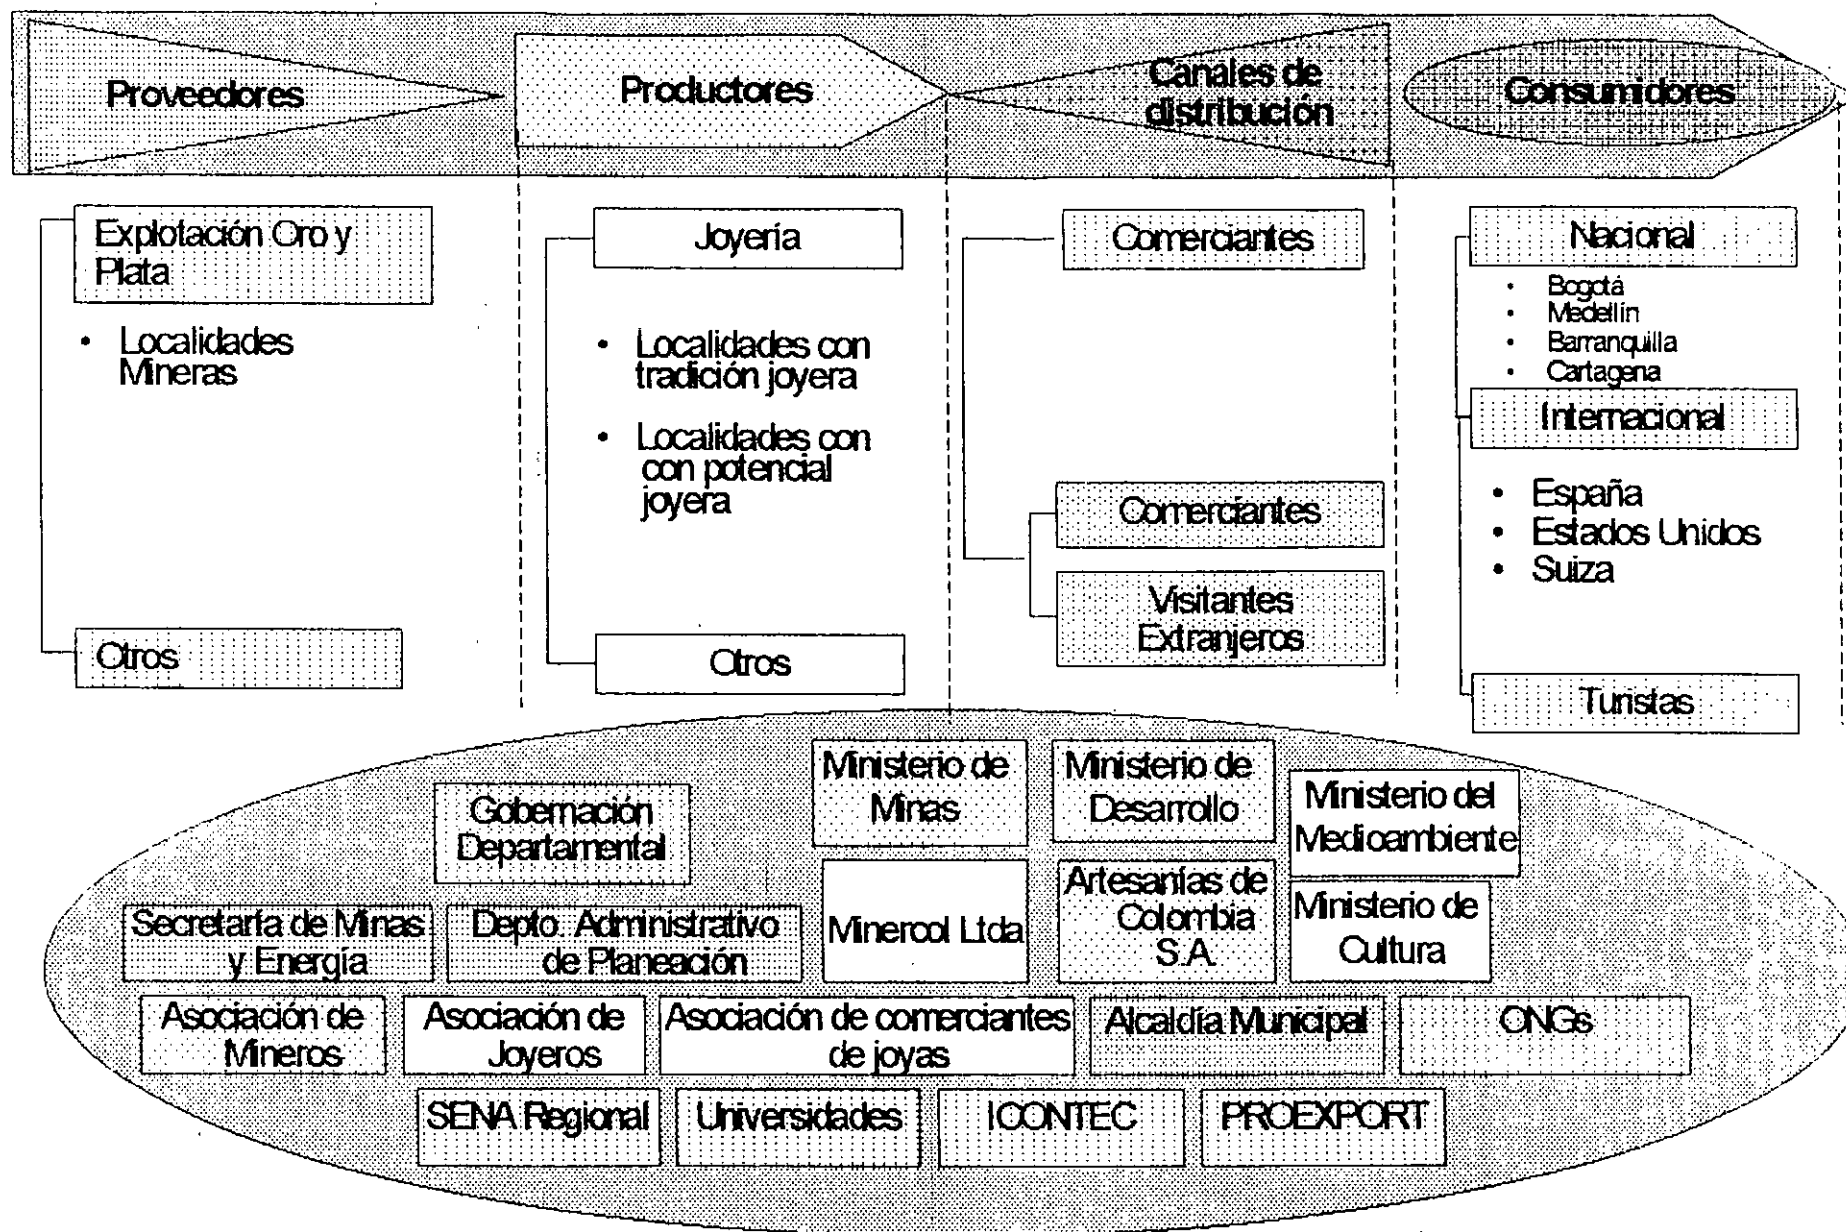 Proveedores
Productores
Canales de
distribución
Consumidores
Explotación Oro y
Plata
• Localidades
Mineras
Otros
Joyería
• Localidades con
tradición joyera
• Localidades con
con potencial
joyera
Otros
Comerciantes
Comerciantes
Visitantes
Extranjeros
Nacional
• Bogotá
• Medellín
• Barranquilla
• Cartagena
Internacional
• España
• Estados Unidos
• Suiza
Turistas
Gobernación
Departamental
Ministerio de
Minas
Ministerio de
Desarrollo
Ministerio del
Medioambiente
Secretaría de Minas
y Energía
Depto. Administrativo
de Planeación
Minercol Ltda
Artesanías de
Colombia
S.A.
Ministerio de
Cultura
Asociación de
Mineros
Asociación de
Joyeros
Asociación de comerciantes
de joyas
Alcaldía Municipal
ONGs
SENA Regional
Universidades
ICONTEC
PROEXPORT